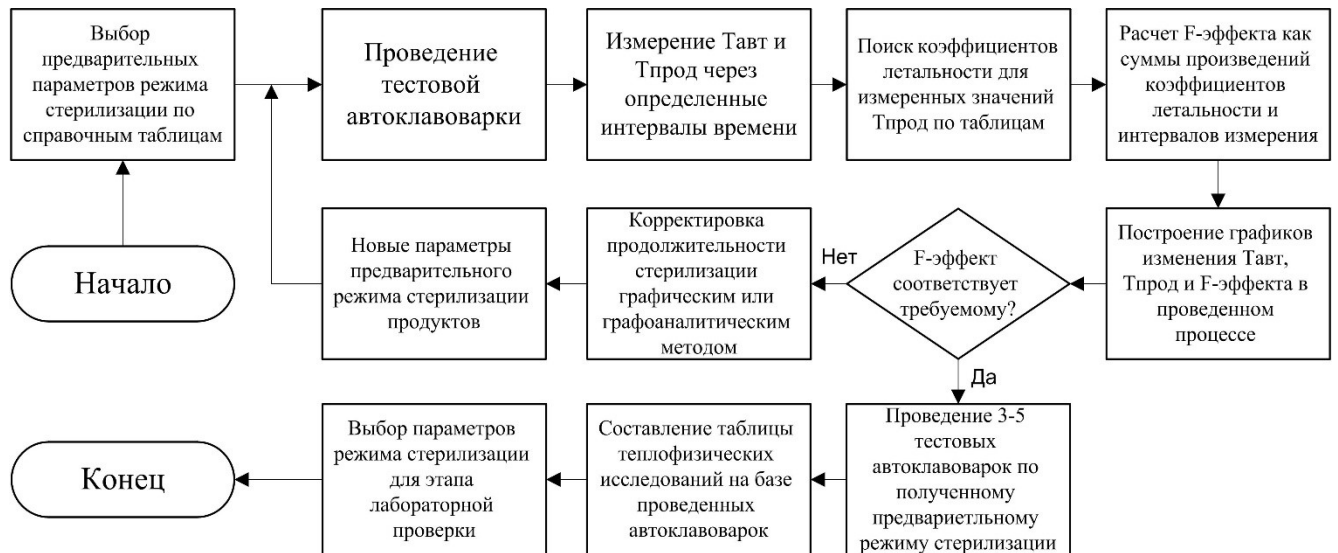 Выбор
предварительных
параметров режима
стерилизации по
справочным таблицам
Проведение
тестовой
автоклавоварки
Измерение Тавт и
Тпрод через
определенные
интервалы времени
Поиск коэффициентов
летальности для
измеренных значений
Тпрод по таблицам
Расчет F-эффекта как
суммы произведений
коэффициентов
летальности и
интервалов измерения
Начало
Новые параметры
предварительного
режима стерилизации
продуктов
Корректировка
продолжительности
стерилизации
графическим или
графоаналитическим
методом
Нет
F-эффект
соответствует
требуемому?
Построение графиков
изменения Тавт,
Тпрод и F-эффекта в
проведенном
процессе
Да
Конец
Выбор параметров
режима стерилизации
для этапа
лабораторной
проверки
Составление таблицы
теплофизических
исследований на базе
проведенных
автоклавоварок
Проведение 3-5
тестовых
автоклавоварок по
полученному
предвариетльному
режиму стерилизации